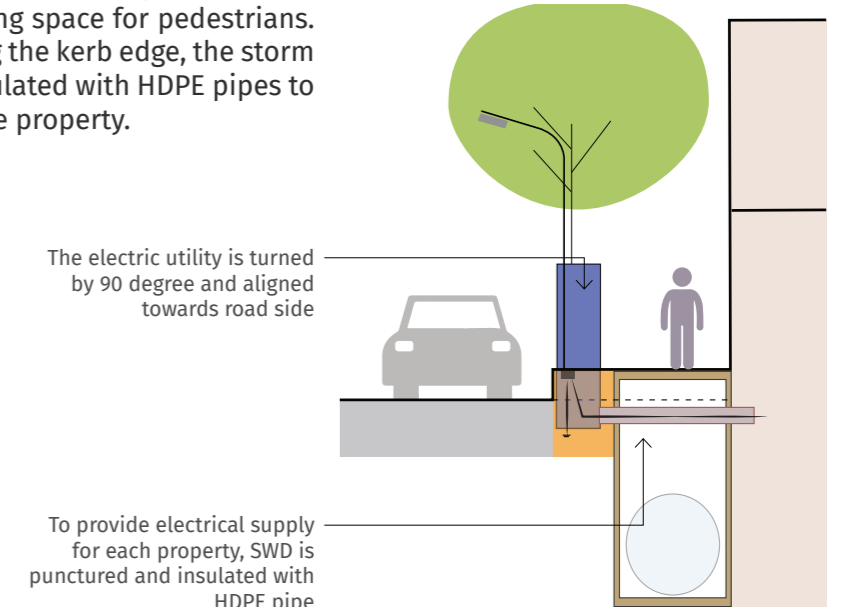 ng space for pedestrians.
g the kerb edge, the storm
ulated with HDPE pipes to
e property.
The electric utility is turned
by 90 degree and aligned
towards road side
To provide electrical supply
for each property, SWD is
punctured and insulated with
HDPE pipe